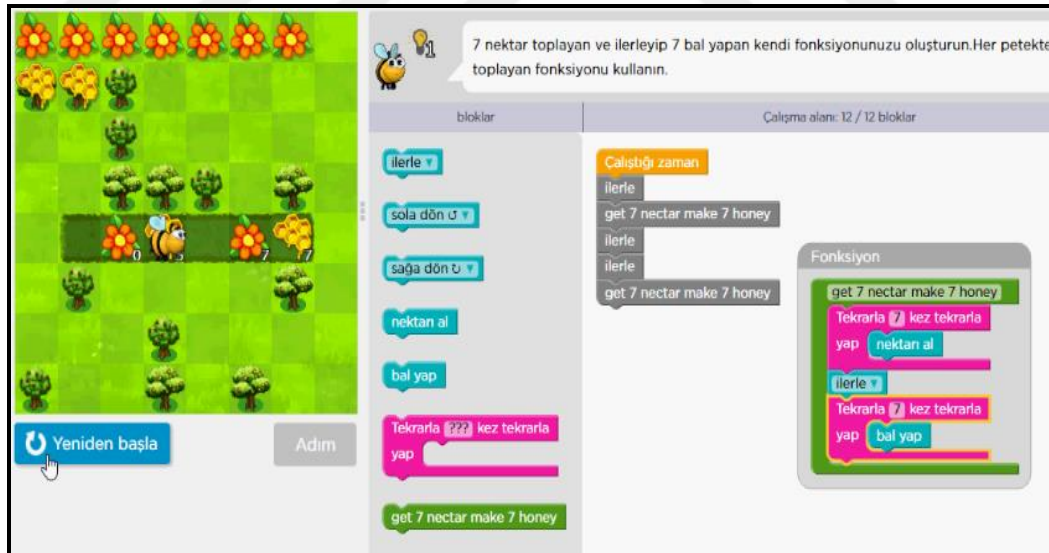 7 nektar toplayan ve ilerleyip 7 bal yapan kendi fonksiyonunuzu oluşturun.Her petekte
toplayan fonksiyonu kullanın.
1
bloklar
Çalışma alanı: 12 / 12 bloklar
ilerle
sola dön
sağa dön
nektarı al
bal yap
Tekrarla ??? kez tekrarla
yap
get 7 nectar make 7 honey
Çalıştığı zaman
ilerle
get 7 nectar make 7 honey
ilerle
ilerle
get 7 nectar make 7 honey
Fonksiyon
get 7 nectar make 7 honey
Tekrarla 7 kez tekrarla
yap nektarı al
ilerle
Tekrarla 7 kez tekrarla
yap bal yap
0 7 7
Yeniden başla
Adım